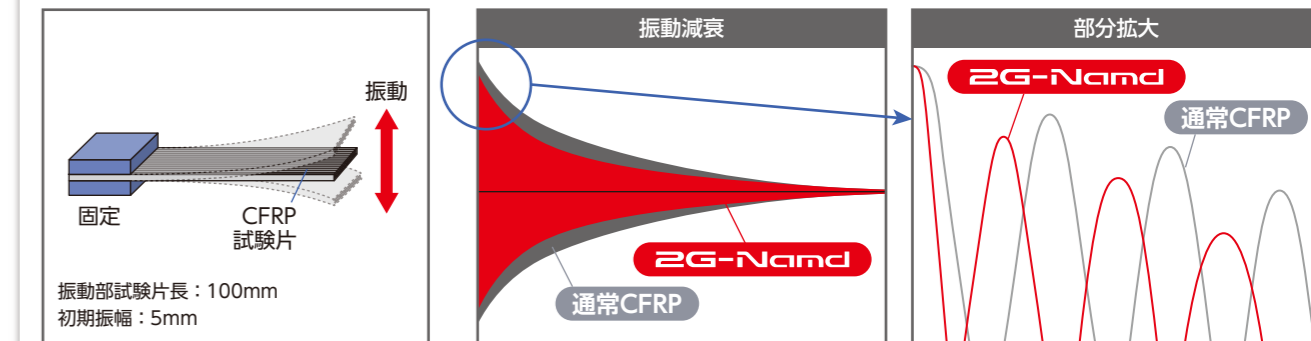 振動
固定
CFRP
試験片
振動部試験片長：100mm
初期振幅：5mm
振動減衰
2G-Namd
通常CFRP
部分拡大
2G-Namd
通常CFRP